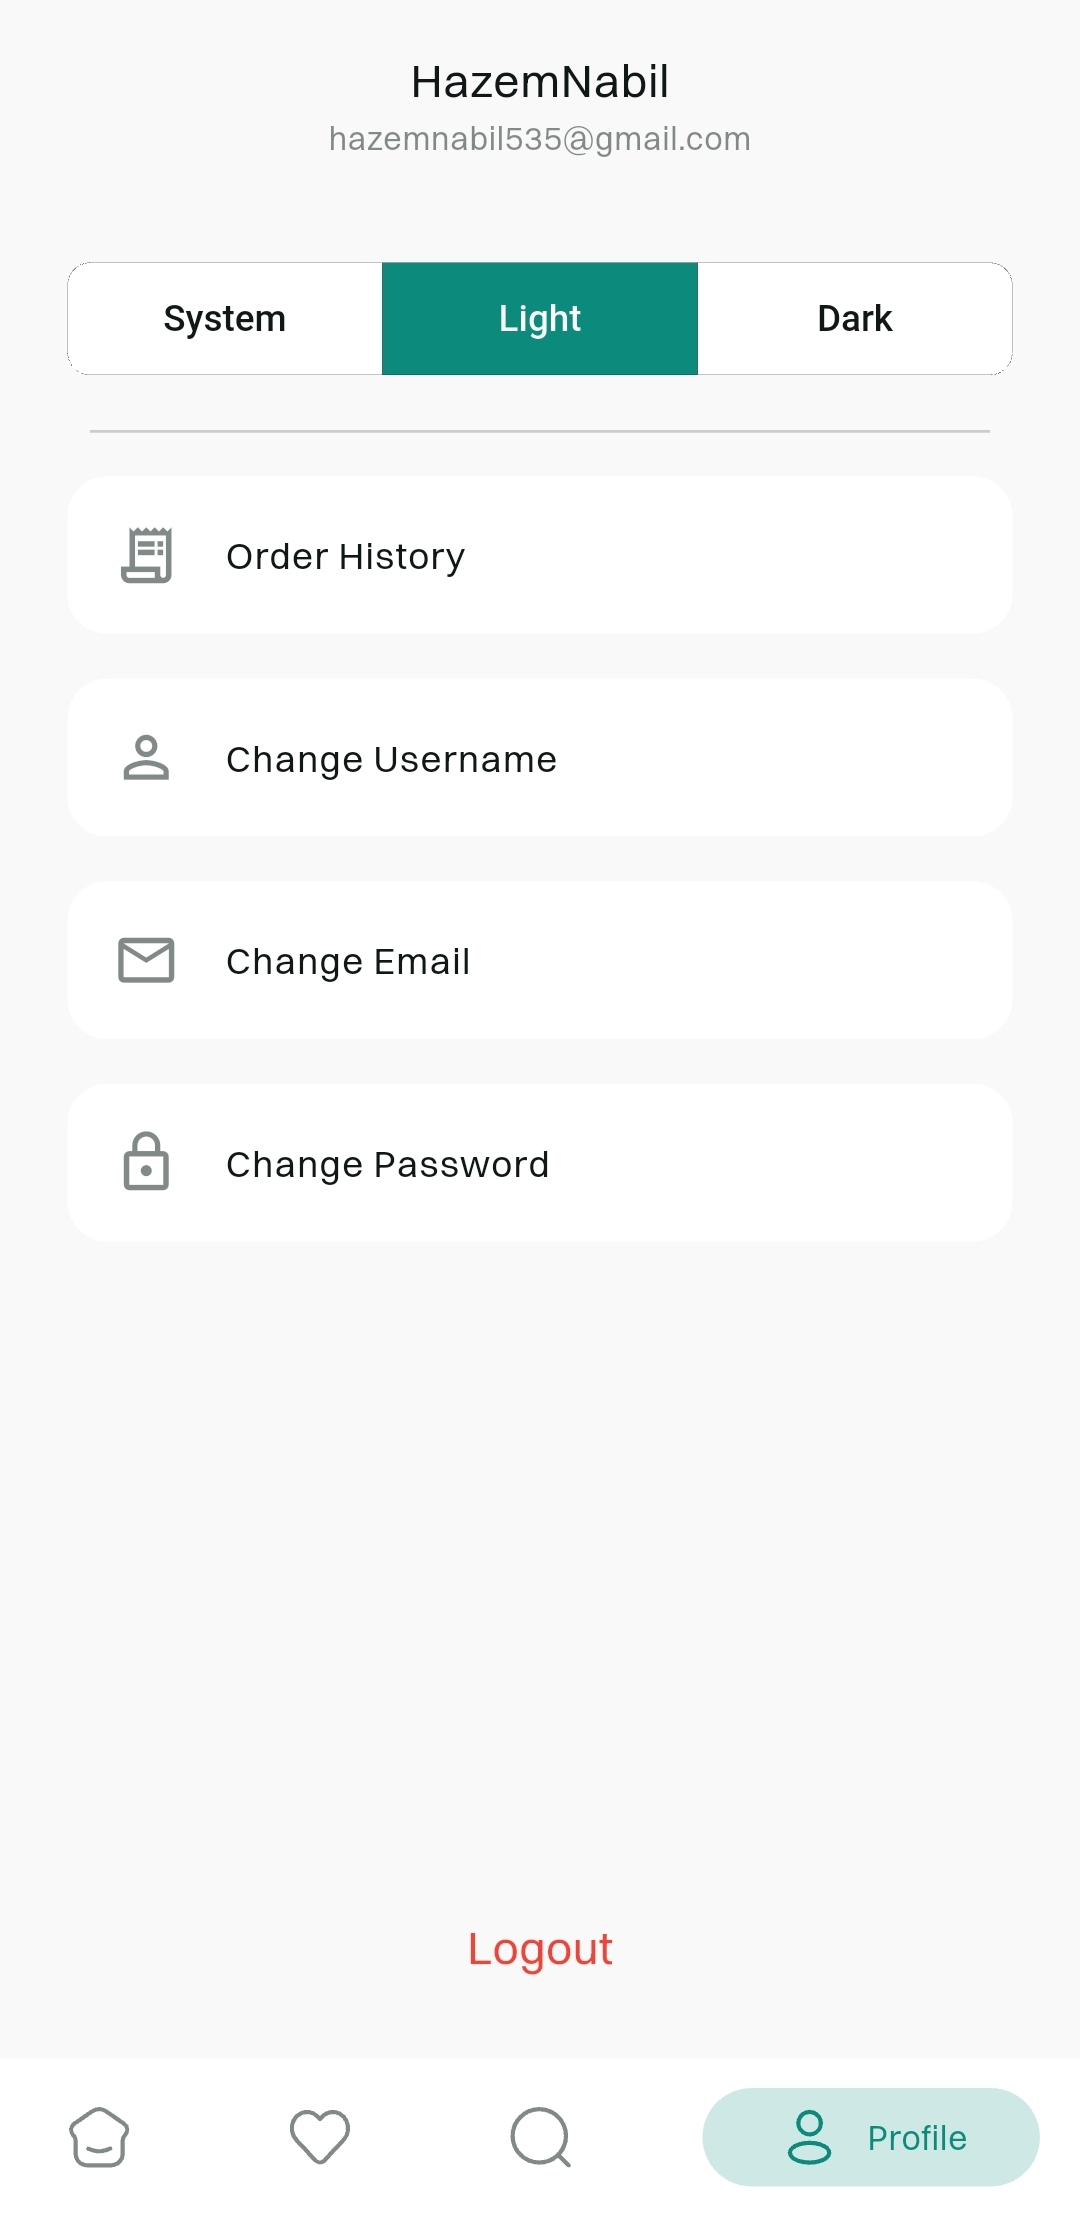 HazemNabil
hazemnabil535@gmail.com
System
Light
Dark
Order History
Change Username
Change Email
Change Password
Logout
Profile